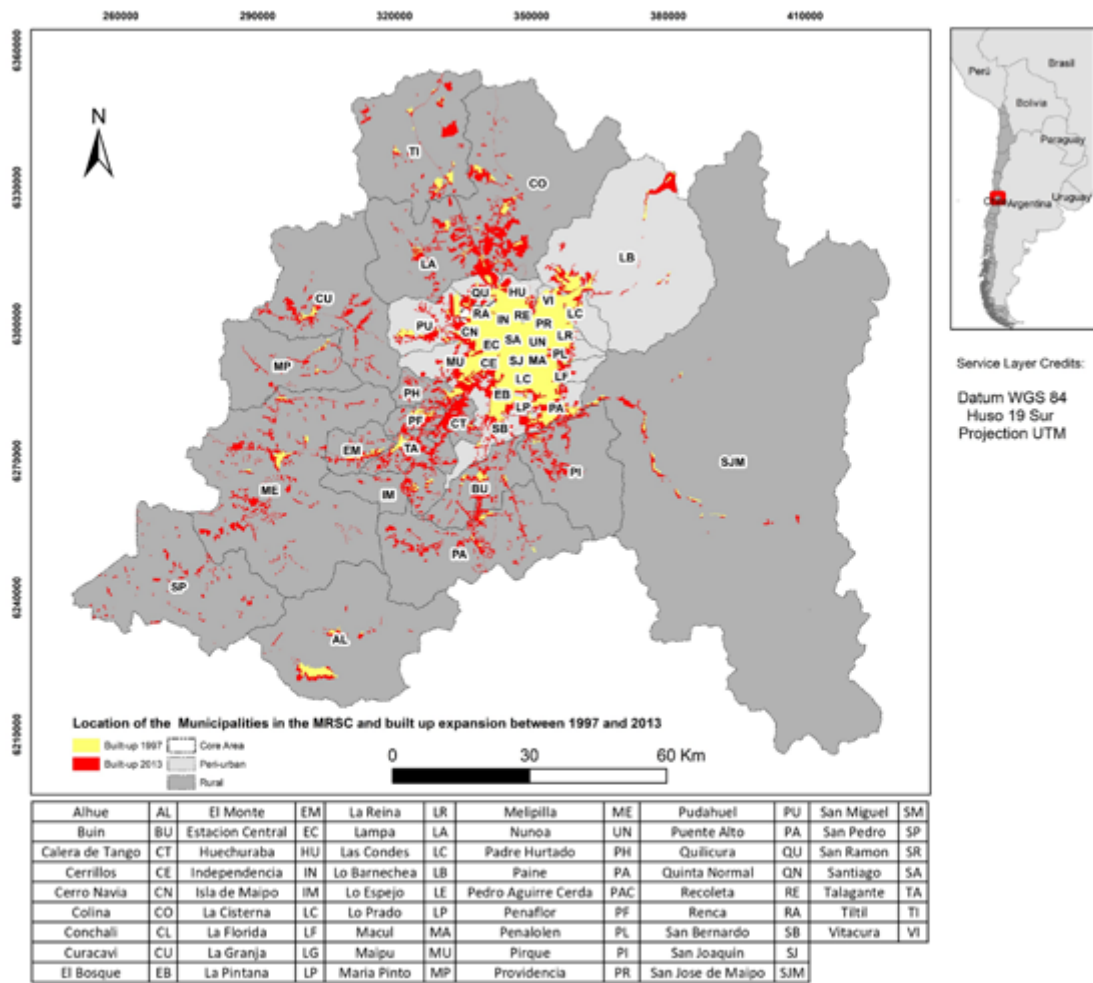 260000 290000 320000 350000 380000 410000
6360000
6330000
6300000
6270000
6240000
6210000
N
TI
CO
LB
LA
CU
QU
HU
VI
RA
IN
RE
LC
PU
CN
PR
LR
EC
SA
UN
MP
MU
CE
SJ
MA
PL
PH
LC
LF
EB
LP
PA
PF
CT
SB
EM
TA
SJM
ME
IM
BU
PI
PA
SP
AL
Location of the Municipalities in the MRSC and built up expansion between 1997 and 2013
Built-up 1997 Core Area
Built-up 2013 Peri-urban
Rural
0 30 60 Km
Perú
Brasil
Bolivia
Paraguay
Uruguay
Argentina
Service Layer Credits:
Datum WGS 84
Huso 19 Sur
Projection UTM
Alhue AL El Monte EM La Reina LR Melipilla ME Pudahuel PU San Miguel SM
Buin BU Estacion Central EC Lampa LA Nunoa UN Puente Alto PA San Pedro SP
Calera de Tango CT Huechuraba HU Las Condes LC Padre Hurtado PH Quilicura QU San Ramon SR
Cerrillos CE Independencia IN Lo Barnechea LB Paine PA Quinta Normal QN Santiago SA
Cerro Navia CN Isla de Maipo IM Lo Espejo LE Pedro Aguirre Cerda PAC Recoleta RE Talagante TA
Colina CO La Cisterna LC Lo Prado LP Penaflor PF Renca RA Tiltil TI
Conchali CL La Florida LF Macul MA Penalolen PL San Bernardo SB Vitacura VI
Curacavi CU La Granja LG Maipu MU Pirque PI San Joaquin SJ
El Bosque EB La Pintana LP Maria Pinto MP Providencia PR San Jose de Maipo SJM